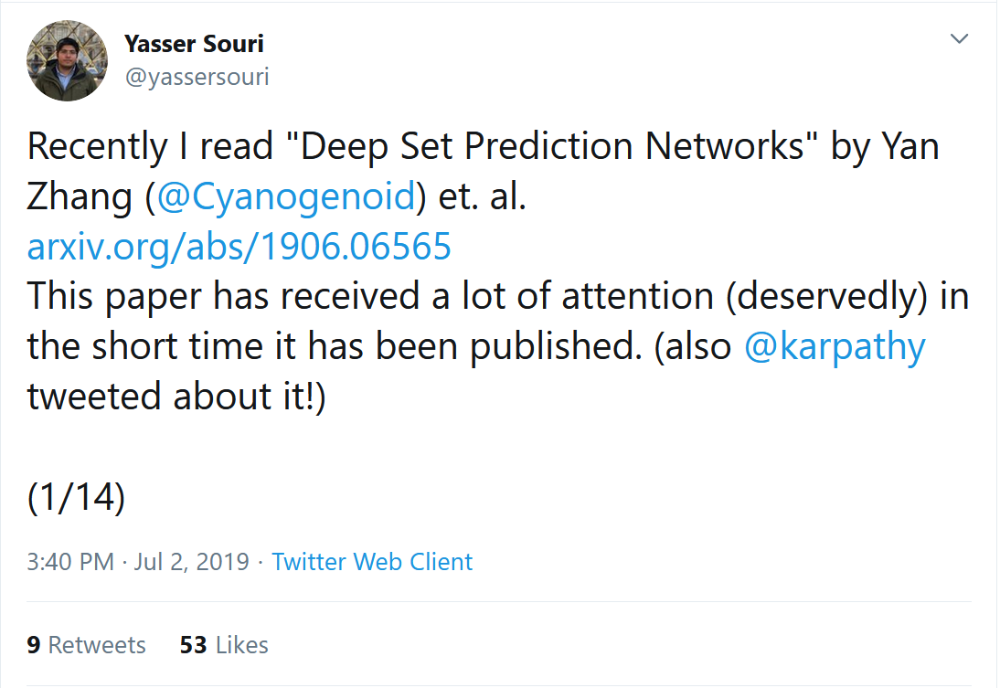 Yasser Souri
@yassersouri
Recently I read "Deep Set Prediction Networks" by Yan
Zhang (@Cyanogenoid) et. al.
arxiv.org/abs/1906.06565
This paper has received a lot of attention (deservedly) in
the short time it has been published. (also @karpathy
tweeted about it!)
(1/14)
3:40 PM · Jul 2, 2019 · Twitter Web Client
9 Retweets 53 Likes